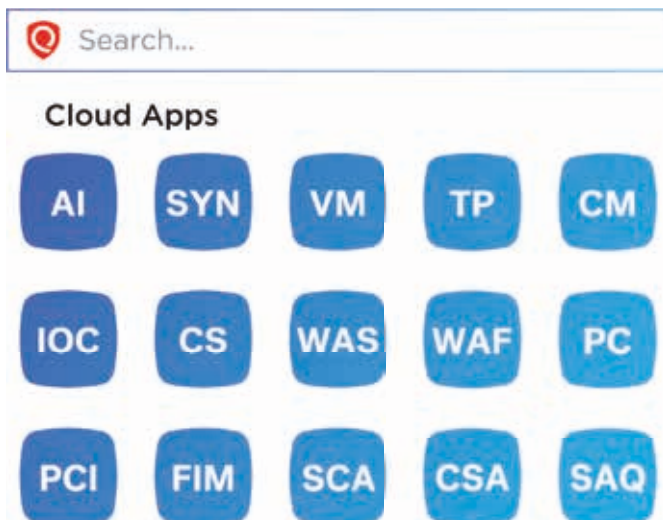 Search...
Cloud Apps
AI SYN VM TP CM
IOC CS WAS WAF PC
PCI FIM SCA CSA SAQ